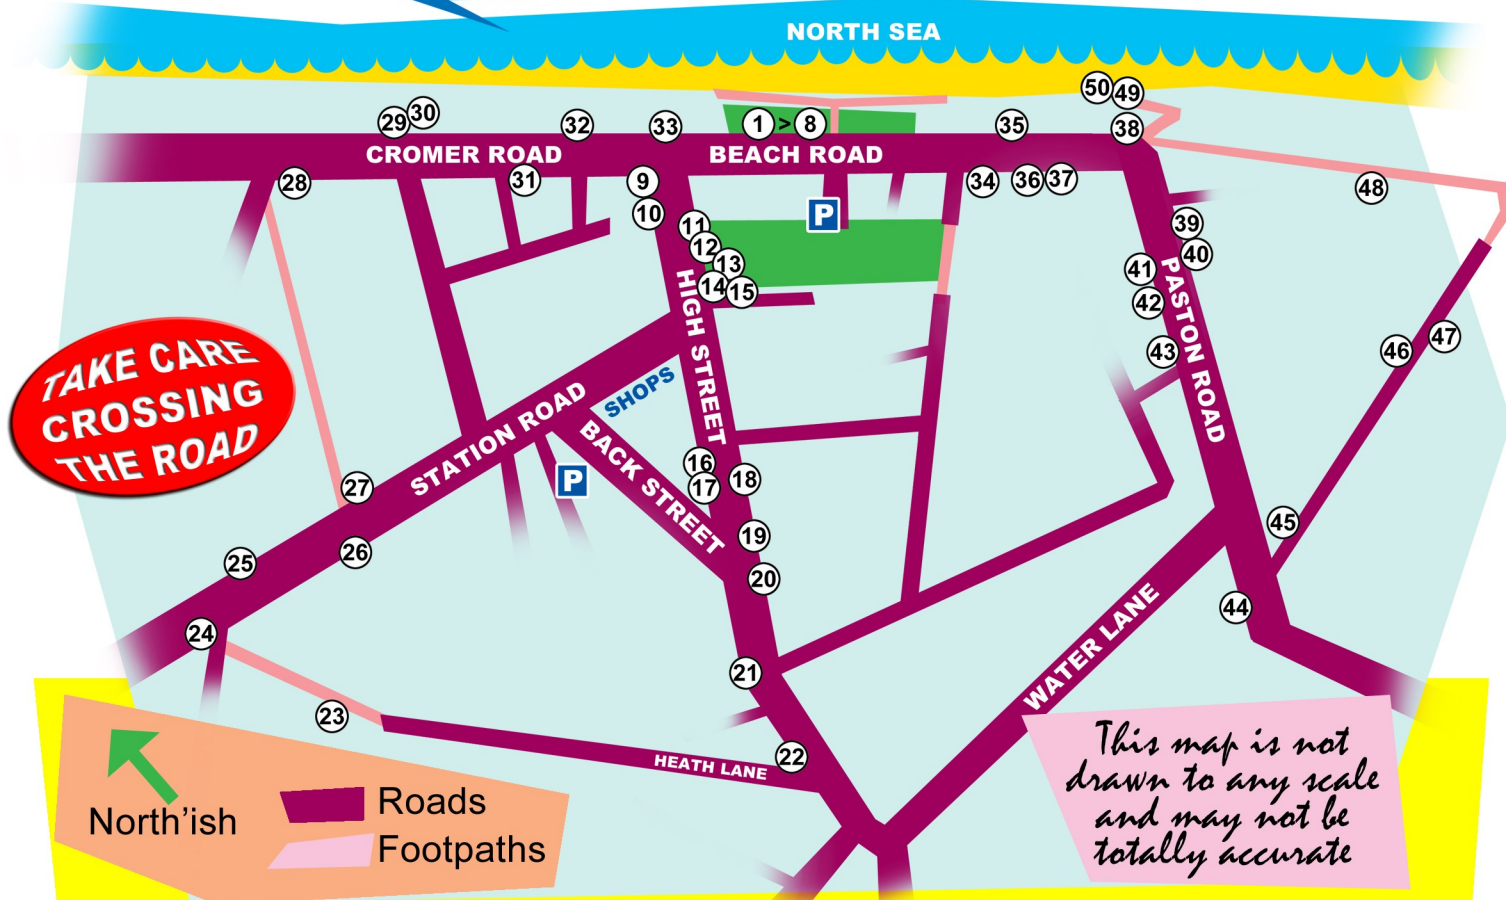 NORTH SEA
50
49
30
29
32
33
1 > 8
35
38
CROMER ROAD
BEACH ROAD
28
31
9
34
36
37
48
10
11
P
39
12
13
40
41
14
15
42
HIGH STREET
PASTON ROAD
43
46
47
TAKE CARE
CROSSING
THE ROAD
SHOPS
STATION ROAD
BACK STREET
16
17
18
P
27
26
25
19
20
45
44
24
21
WATER LANE
23
22
HEATH LANE
North'ish
Roads
Footpaths
This map is not
drawn to any scale
and may not be
totally accurate